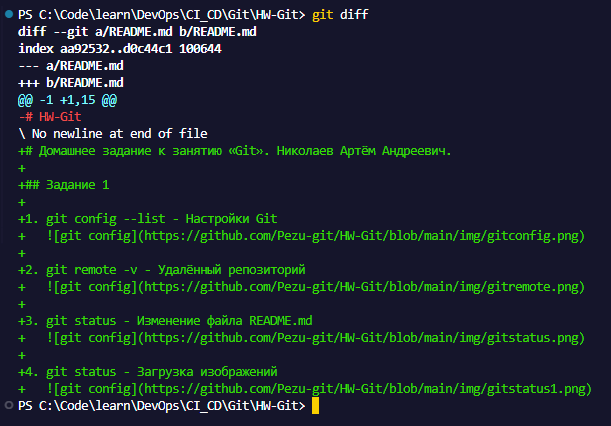 PS C:\Code\learn\DevOps\CI_CD\Git\HW-Git> git diff
diff --git a/README.md b/README.md
index aa92532..d0c44c1 100644
--- a/README.md
+++ b/README.md
@@ -1 +1,15 @@
-# HW-Git
\ No newline at end of file
+# Домашнее задание к занятию «Git». Николаев Артём Андреевич.
+
+## Задание 1
+
+1. git config --list - Настройки Git
+   ![git config](https://github.com/Pezu-git/HW-Git/blob/main/img/gitconfig.png)
+
+2. git remote -v - Удалённый репозиторий
+   ![git config](https://github.com/Pezu-git/HW-Git/blob/main/img/gitremote.png)
+
+3. git status - Изменение файла README.md
+   ![git config](https://github.com/Pezu-git/HW-Git/blob/main/img/gitstatus.png)
+
+4. git status - Загрузка изображений
+   ![git config](https://github.com/Pezu-git/HW-Git/blob/main/img/gitstatus1.png)
PS C:\Code\learn\DevOps\CI_CD\Git\HW-Git>